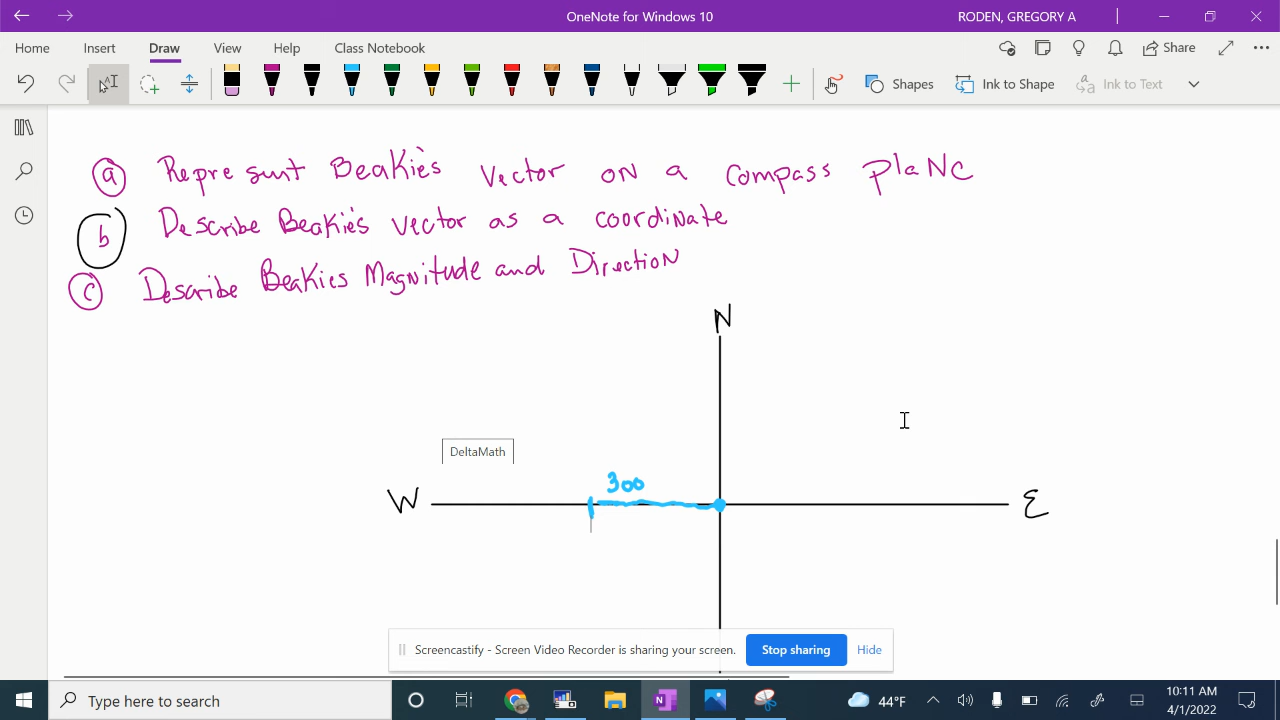 OneNote for Windows 10
RODEN, GREGORY A
Home Insert Draw View Help Class Notebook
Share
Shapes Ink to Shape Ink to Text
a Represent Beakie's Vector on a Compass Plane
b Describe Beakie's Vector as a coordinate
c Describe Beakies Magnitude and Direction
N
DeltaMath
300
W E
Screencastify - Screen Video Recorder is sharing your screen. Stop sharing Hide
Type here to search
44°F
10:11 AM
4/1/2022